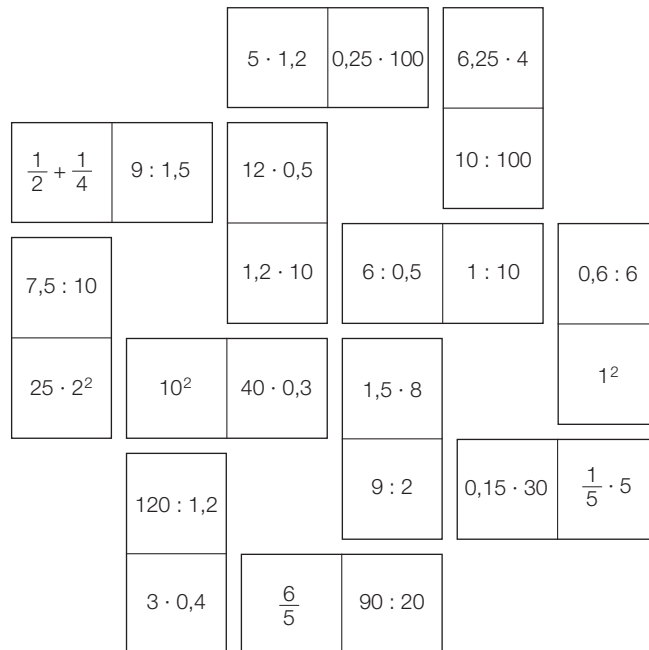 5 · 1,2 0,25 · 100 6,25 · 4
10 : 100
1/2 + 1/4 9 : 1,5 12 · 0,5
1,2 · 10 6 : 0,5 1 : 10 0,6 : 6
7,5 : 10
25 · 2² 10² 40 · 0,3 1,5 · 8 1²
9 : 2 0,15 · 30 1/5 · 5
120 : 1,2
3 · 0,4 6/5 90 : 20